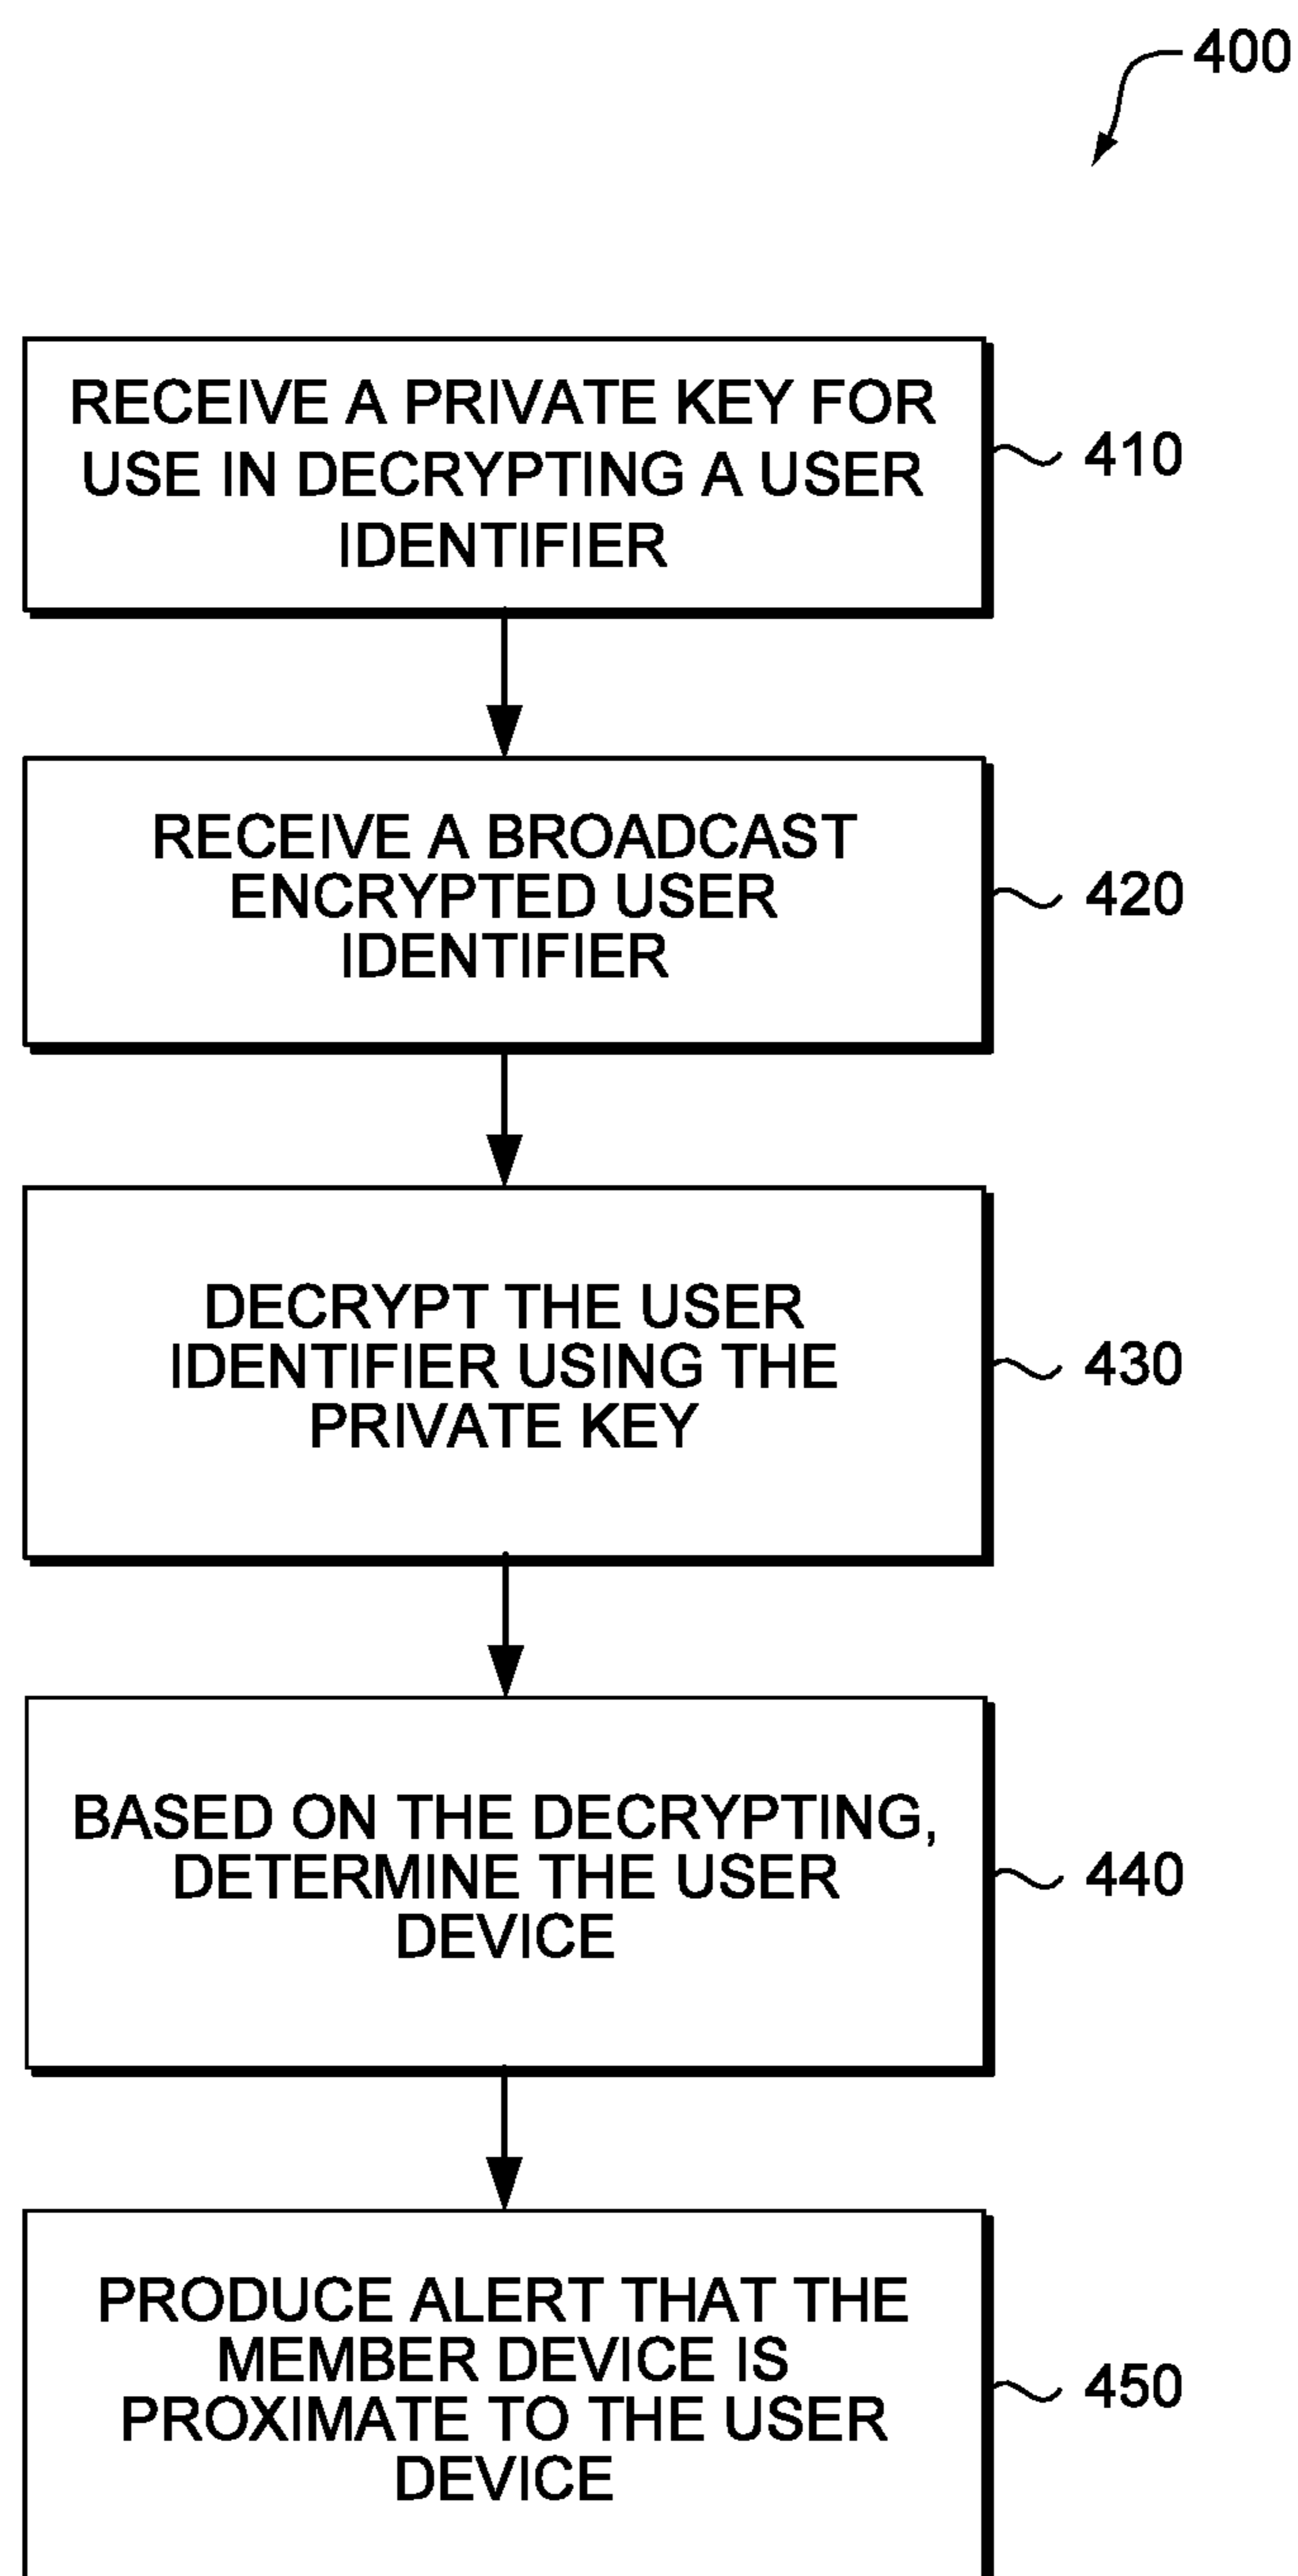 400
RECEIVE A PRIVATE KEY FOR
USE IN DECRYPTING A USER
IDENTIFIER
410
RECEIVE A BROADCAST
ENCRYPTED USER
IDENTIFIER
420
DECRYPT THE USER
IDENTIFIER USING THE
PRIVATE KEY
430
BASED ON THE DECRYPTING,
DETERMINE THE USER
DEVICE
440
PRODUCE ALERT THAT THE
MEMBER DEVICE IS
PROXIMATE TO THE USER
DEVICE
450